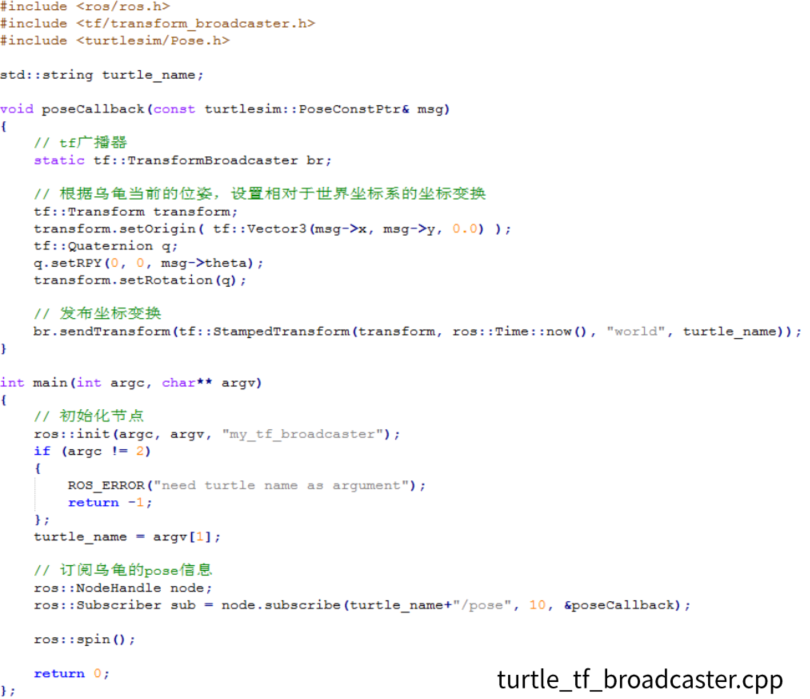 #include <ros/ros.h>
#include <tf/transform_broadcaster.h>
#include <turtlesim/Pose.h>
std::string turtle_name;
void poseCallback(const turtlesim::PoseConstPtr& msg)
{
// tf广播器
static tf::TransformBroadcaster br;
// 根据乌龟当前的位姿，设置相对于世界坐标系的坐标变换
tf::Transform transform;
transform.setOrigin( tf::Vector3(msg->x, msg->y, 0.0) );
tf::Quaternion q;
q.setRPY(0, 0, msg->theta);
transform.setRotation(q);
// 发布坐标变换
br.sendTransform(tf::StampedTransform(transform, ros::Time::now(), "world", turtle_name));
}
int main(int argc, char** argv)
{
// 初始化节点
ros::init(argc, argv, "my_tf_broadcaster");
if (argc != 2)
{
ROS_ERROR("need turtle name as argument");
return -1;
};
turtle_name = argv[1];
// 订阅乌龟的pose信息
ros::NodeHandle node;
ros::Subscriber sub = node.subscribe(turtle_name+"/pose", 10, &poseCallback);
ros::spin();
return 0;
};
turtle_tf_broadcaster.cpp